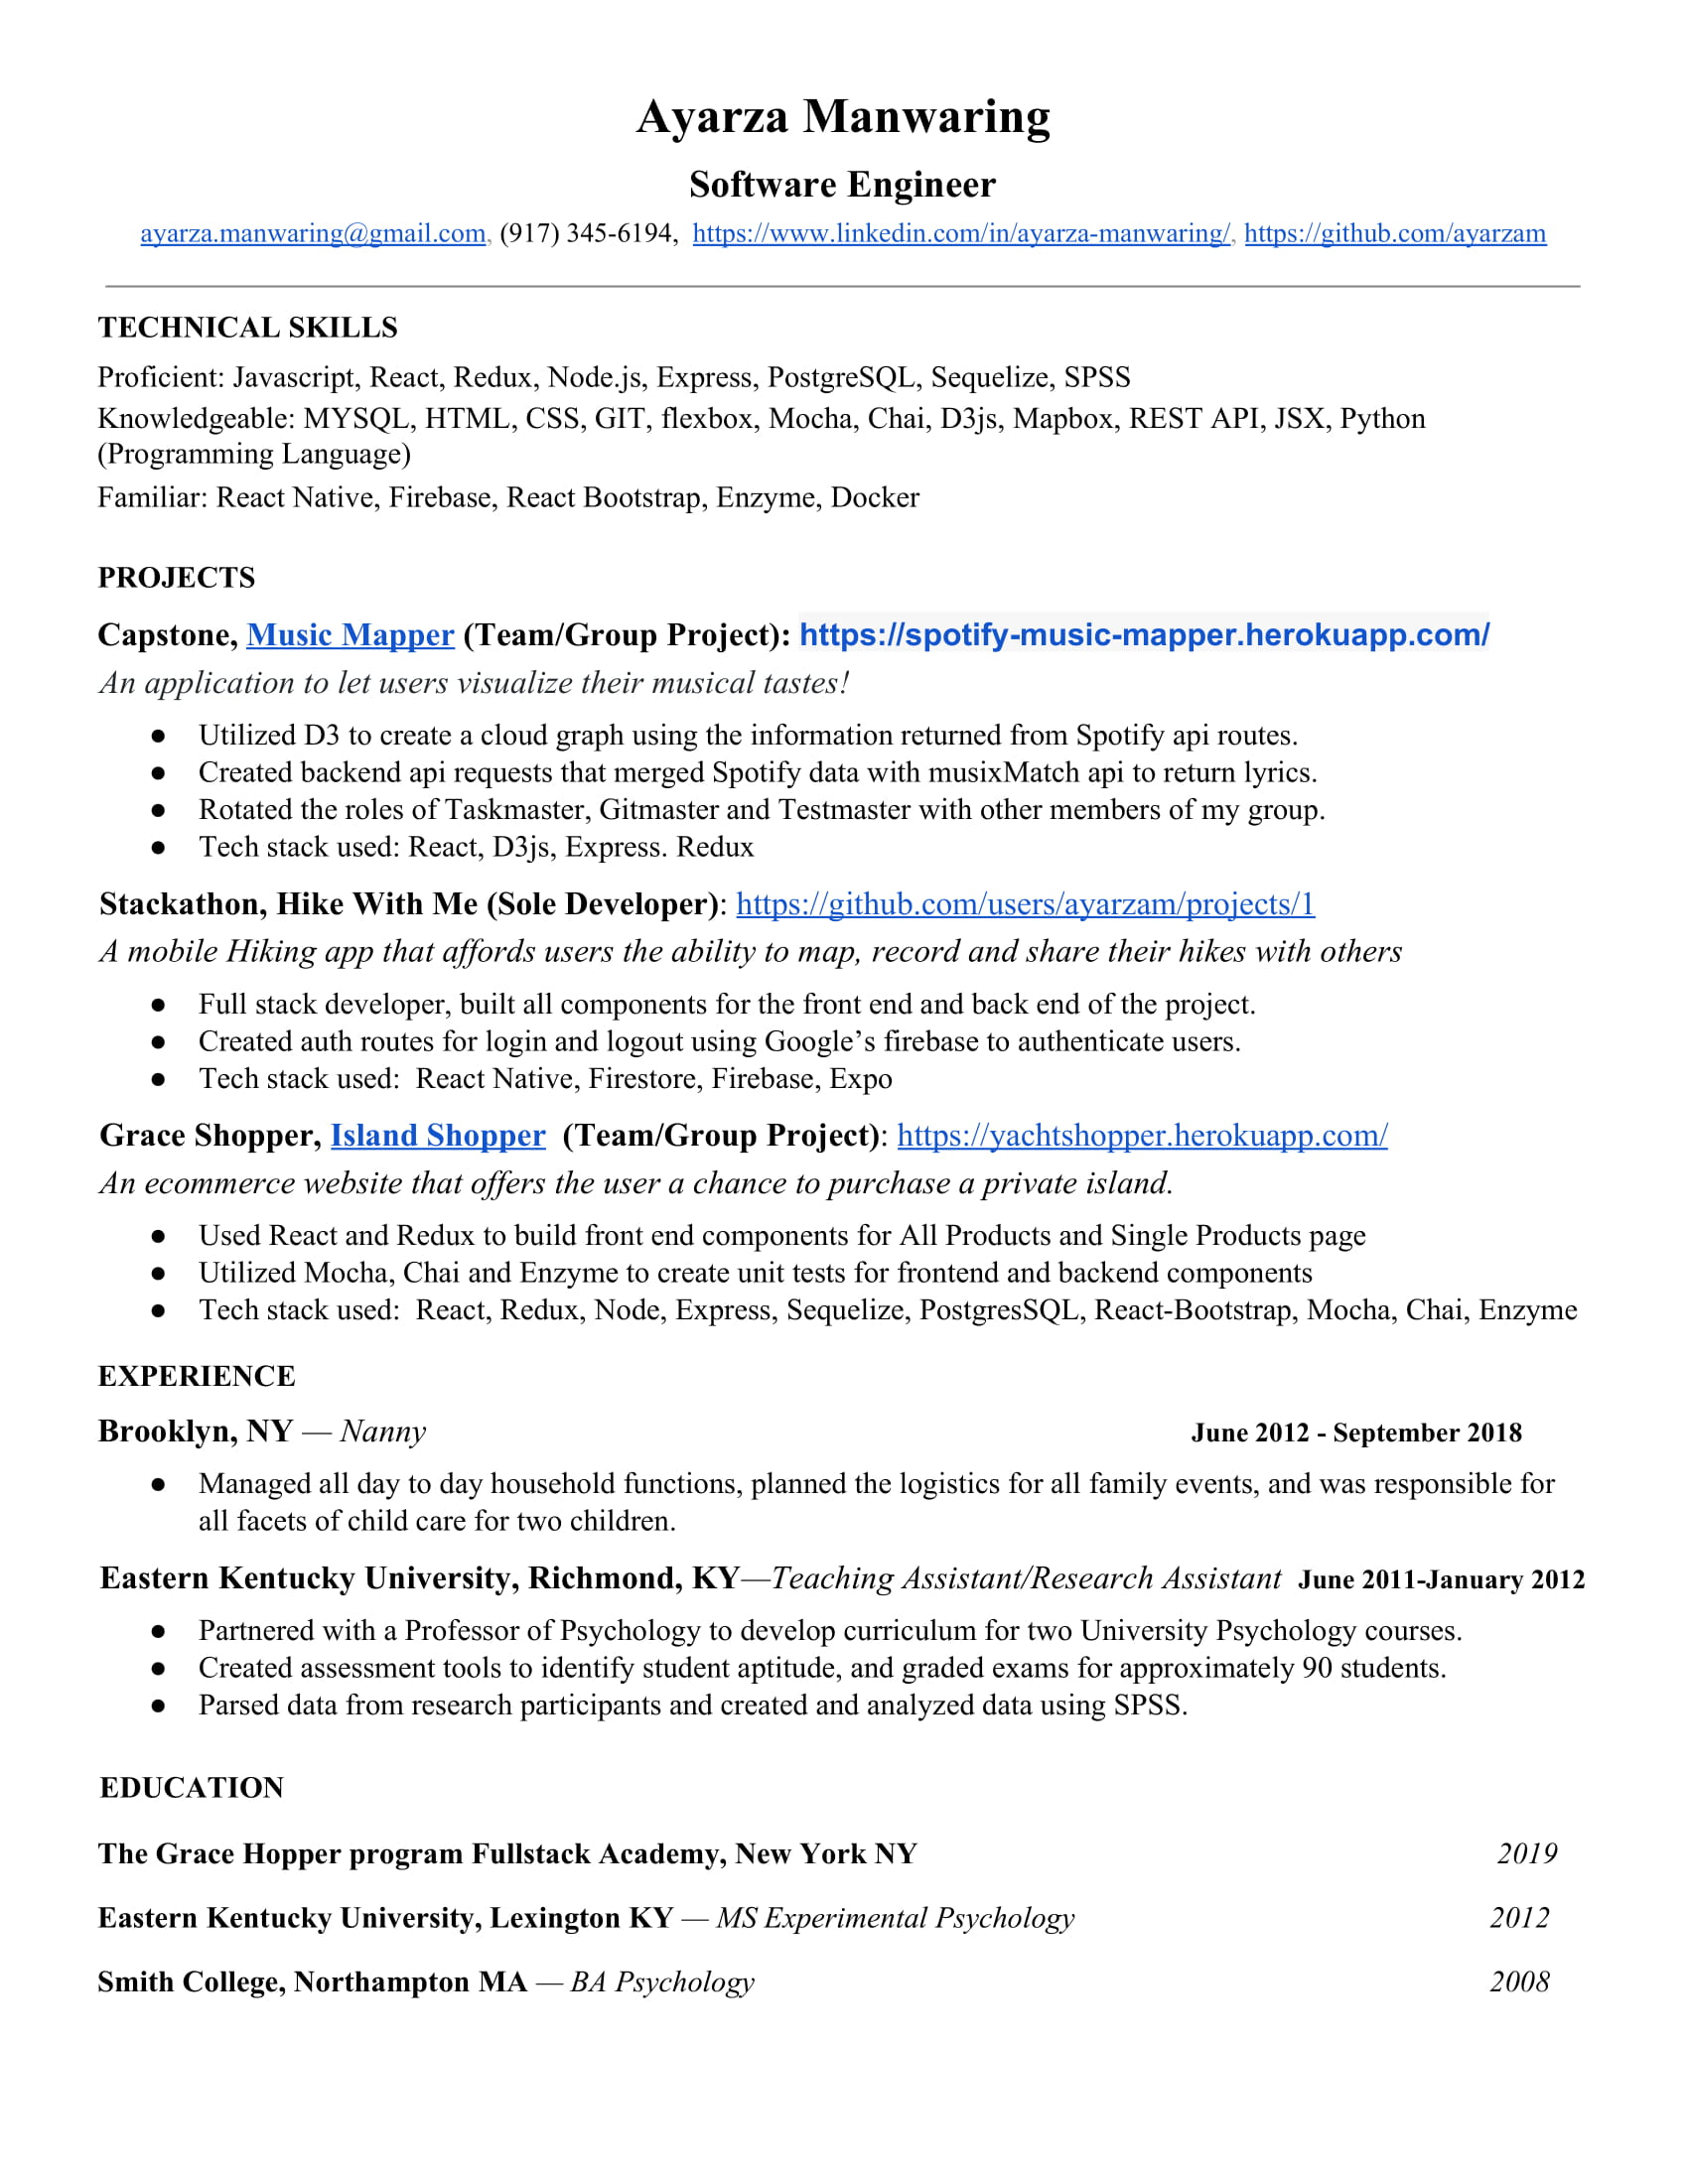 Ayarza Manwaring
Software Engineer
ayarza.manwaring@gmail.com, (917) 345-6194,  https://www.linkedin.com/in/ayarza-manwaring/, https://github.com/ayarzam
TECHNICAL SKILLS
Proficient: Javascript, React, Redux, Node.js, Express, PostgreSQL, Sequelize, SPSS
Knowledgeable: MYSQL, HTML, CSS, GIT, flexbox, Mocha, Chai, D3js, Mapbox, REST API, JSX, Python
(Programming Language)
Familiar: React Native, Firebase, React Bootstrap, Enzyme, Docker
PROJECTS
Capstone, Music Mapper (Team/Group Project): https://spotify-music-mapper.herokuapp.com/
An application to let users visualize their musical tastes!
● Utilized D3 to create a cloud graph using the information returned from Spotify api routes.
● Created backend api requests that merged Spotify data with musixMatch api to return lyrics.
● Rotated the roles of Taskmaster, Gitmaster and Testmaster with other members of my group.
● Tech stack used: React, D3js, Express. Redux
Stackathon, Hike With Me (Sole Developer): https://github.com/users/ayarzam/projects/1
A mobile Hiking app that affords users the ability to map, record and share their hikes with others
● Full stack developer, built all components for the front end and back end of the project.
● Created auth routes for login and logout using Google’s firebase to authenticate users.
● Tech stack used:  React Native, Firestore, Firebase, Expo
Grace Shopper, Island Shopper  (Team/Group Project): https://yachtshopper.herokuapp.com/
An ecommerce website that offers the user a chance to purchase a private island.
● Used React and Redux to build front end components for All Products and Single Products page
● Utilized Mocha, Chai and Enzyme to create unit tests for frontend and backend components
● Tech stack used:  React, Redux, Node, Express, Sequelize, PostgresSQL, React-Bootstrap, Mocha, Chai, Enzyme
EXPERIENCE
Brooklyn, NY — Nanny June 2012 - September 2018
● Managed all day to day household functions, planned the logistics for all family events, and was responsible for
all facets of child care for two children.
Eastern Kentucky University, Richmond, KY—Teaching Assistant/Research Assistant  June 2011-January 2012
● Partnered with a Professor of Psychology to develop curriculum for two University Psychology courses.
● Created assessment tools to identify student aptitude, and graded exams for approximately 90 students.
● Parsed data from research participants and created and analyzed data using SPSS.
EDUCATION
The Grace Hopper program Fullstack Academy, New York NY 2019
Eastern Kentucky University, Lexington KY — MS Experimental Psychology 2012
Smith College, Northampton MA — BA Psychology 2008